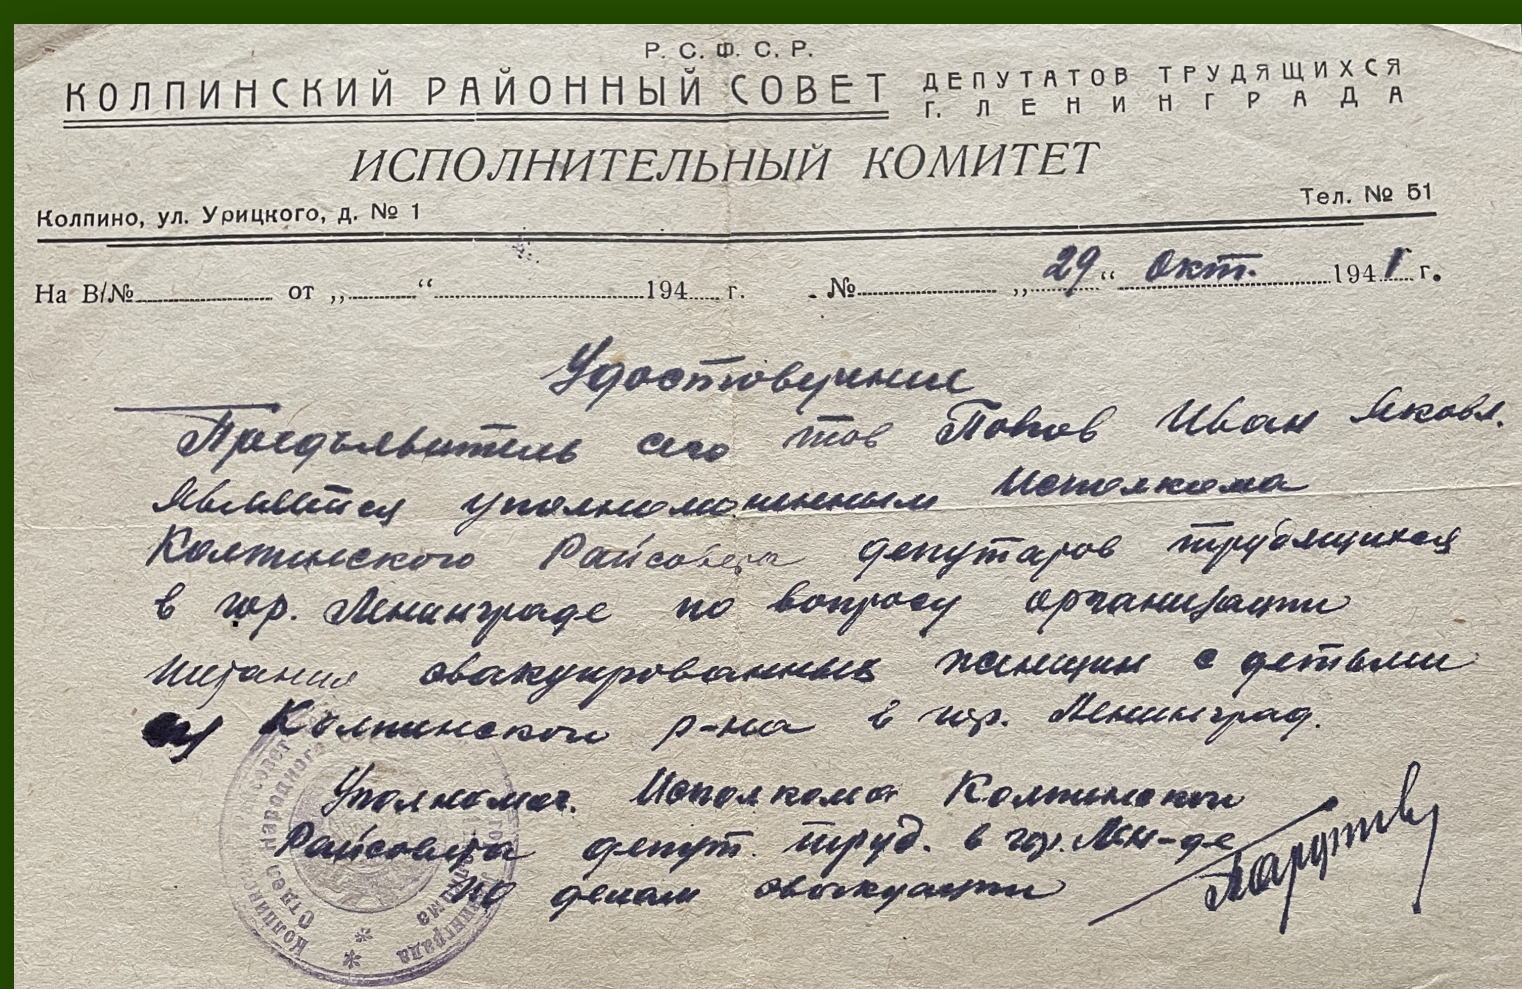 Р. С. Ф. С. Р.
КОЛПИНСКИЙ РАЙОННЫЙ СОВЕТ ДЕПУТАТОВ ТРУДЯЩИХСЯ
Г. ЛЕНИНГРАДА
ИСПОЛНИТЕЛЬНЫЙ КОМИТЕТ
Колпино, ул. Урицкого, д. № 1 Тел. № 51
На В/№ от „ “ 194 г. № „29“ Окт. 1941 г.
Удостоверение
Предъявитель сего тов Попов Иван Яковл.
является уполномоченным Исполкома
Колпинского Райсовета депутатов трудящихся
в гор. Ленинграде по вопросу организации
питания эвакуированных женщин с детьми
из Колпинского р-на в гор. Ленинград.
Уполномоч. Исполкома Колпинского
Райсовета депут. труд. в гор. Лен-де
по делам эвакуации
Колпинский
Отдел народного